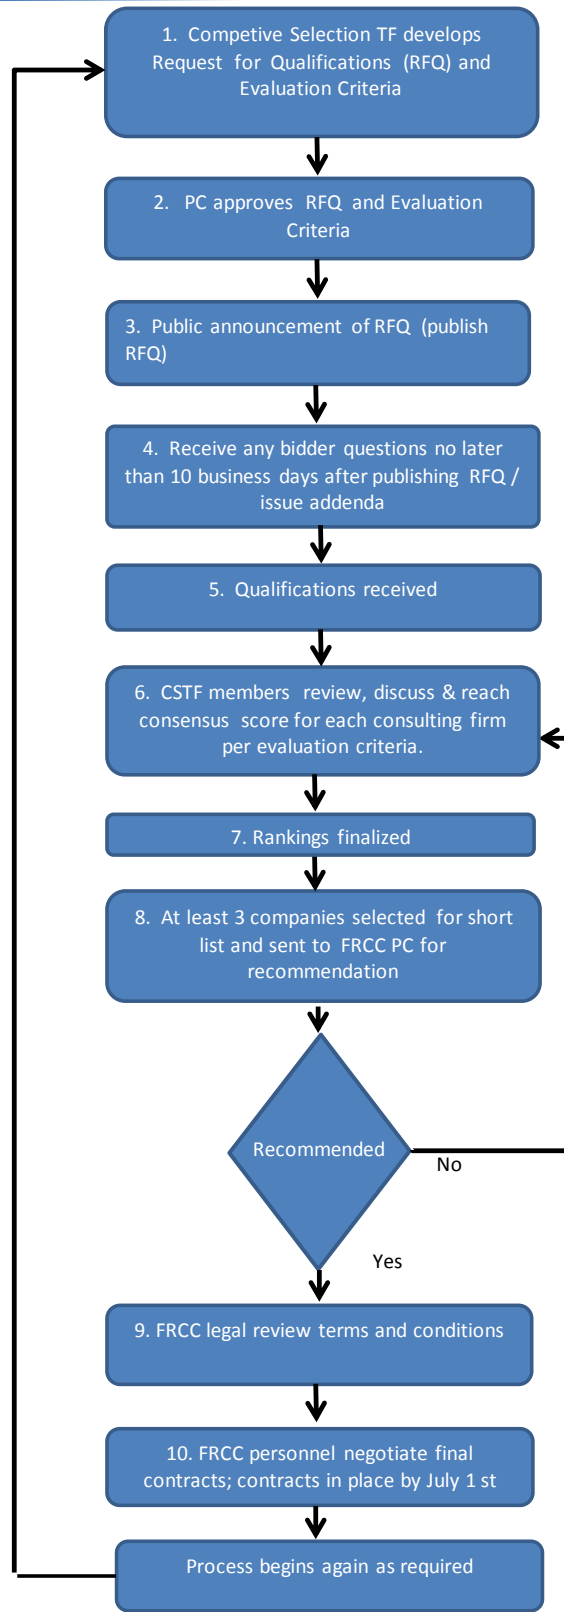 1. Competive Selection TF develops
Request for Qualifications (RFQ) and
Evaluation Criteria
2. PC approves RFQ and Evaluation
Criteria
3. Public announcement of RFQ (publish
RFQ)
4. Receive any bidder questions no later
than 10 business days after publishing RFQ /
issue addenda
5. Qualifications received
6. CSTF members review, discuss & reach
consensus score for each consulting firm
per evaluation criteria.
7. Rankings finalized
8. At least 3 companies selected for short
list and sent to FRCC PC for
recommendation
Recommended
No
Yes
9. FRCC legal review terms and conditions
10. FRCC personnel negotiate final
contracts; contracts in place by July 1 st
Process begins again as required